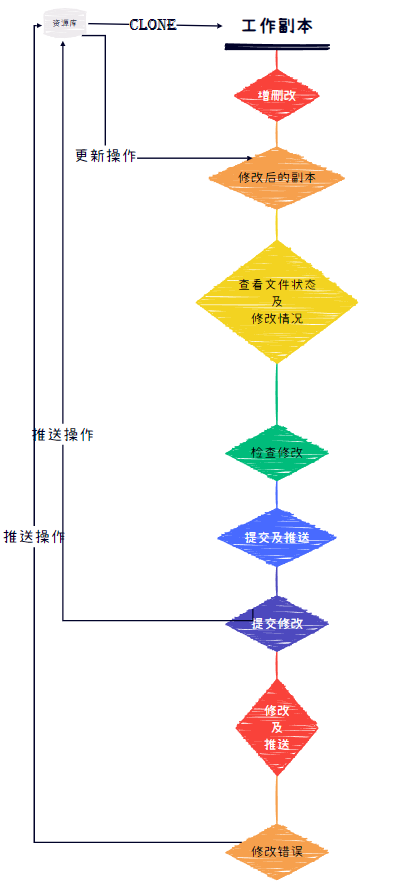 资源库
CLONE
工作副本
增删改
更新操作
修改后的副本
查看文件状态
及
修改情况
推送操作
检查修改
推送操作
提交及推送
提交修改
修改
及
推送
修改错误